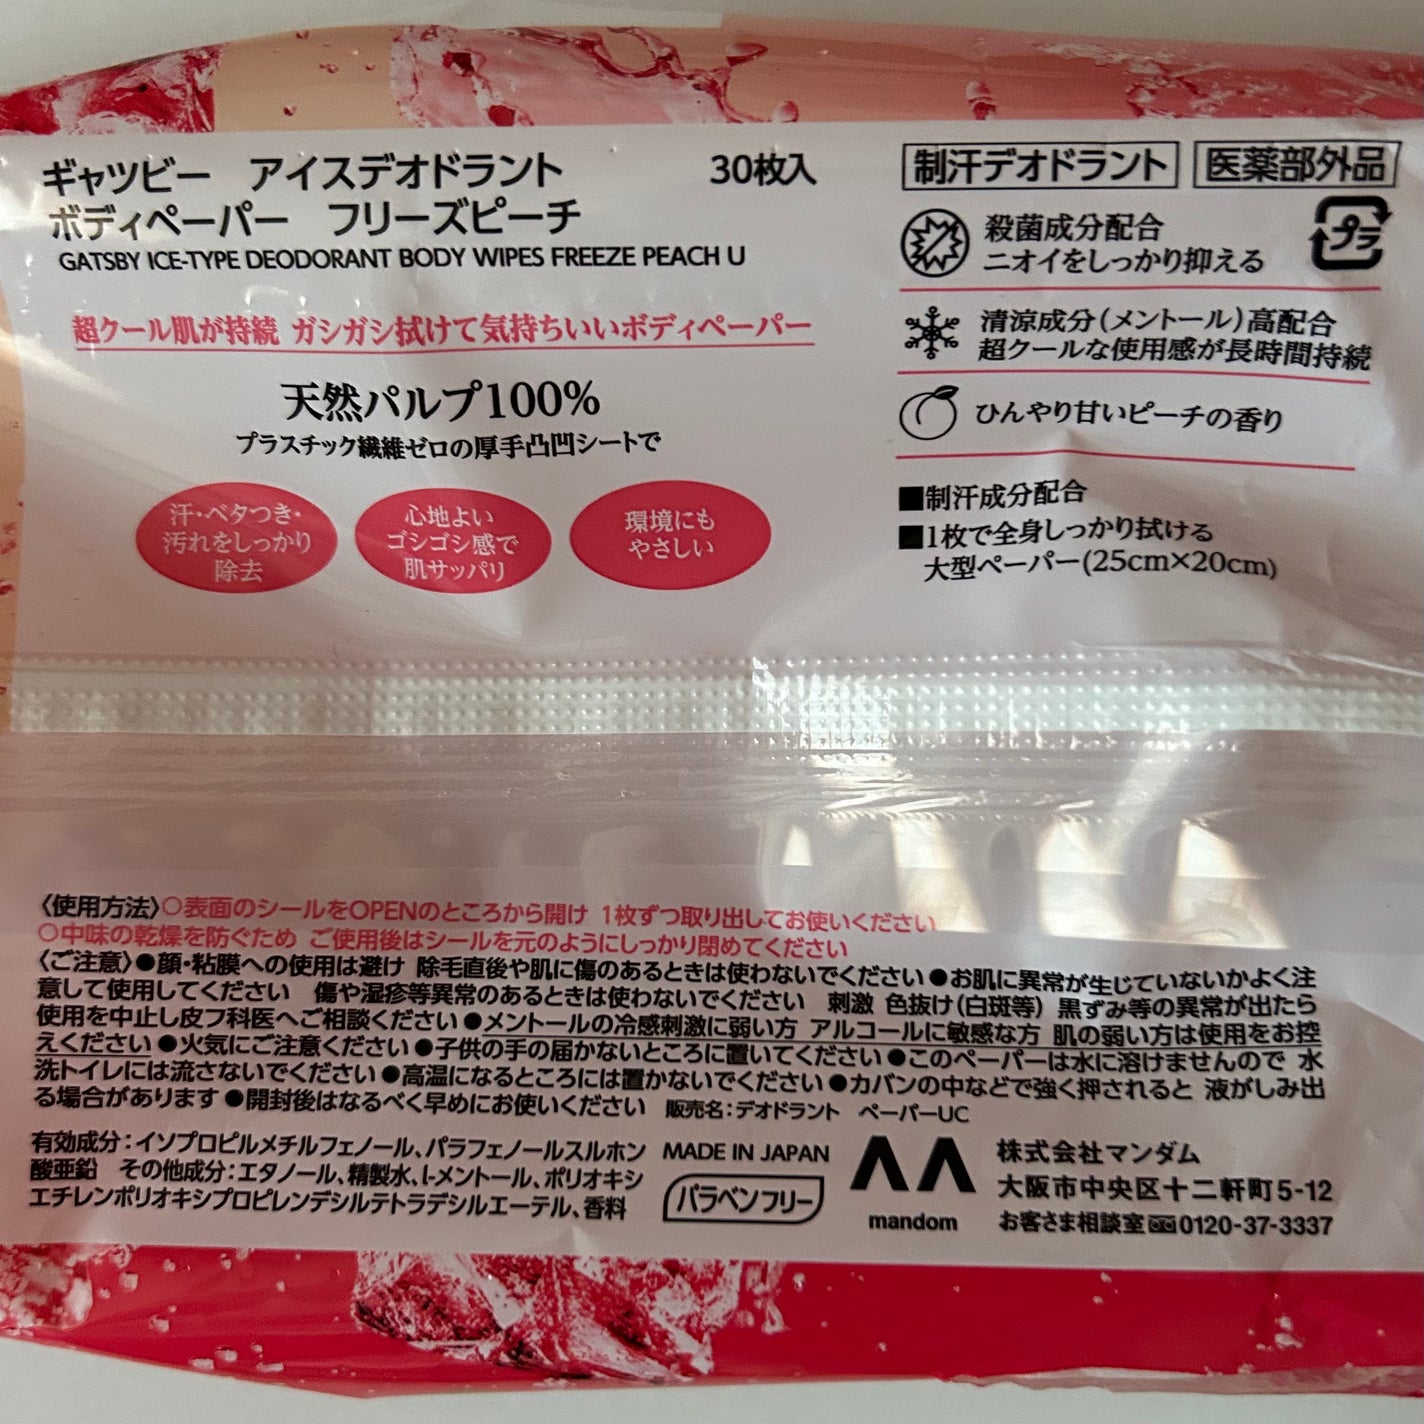 ギャツビー　アイスデオドラント　30枚入
ボディペーパー　フリーズピーチ
GATSBY ICE-TYPE DEODORANT BODY WIPES FREEZE PEACH U
超クール肌が持続 ガシガシ拭けて気持ちいいボディペーパー
天然パルプ100%
プラスチック繊維ゼロの厚手凸凹シートで
汗・ベタつき・
汚れをしっかり
除去
心地よい
ゴシゴシ感で
肌サッパリ
環境にも
やさしい
制汗デオドラント 医薬部外品
プラ
殺菌成分配合
ニオイをしっかり抑える
清涼成分(メントール)高配合
超クールな使用感が長時間持続
ひんやり甘いピーチの香り
■制汗成分配合
■1枚で全身しっかり拭ける
大型ペーパー(25cm×20cm)
〈使用方法〉○表面のシールをOPENのところから開け 1枚ずつ取り出してお使いください
○中味の乾燥を防ぐため ご使用後はシールを元のようにしっかり閉めてください
〈ご注意〉●顔・粘膜への使用は避け 除毛直後や肌に傷のあるときは使わないでください●お肌に異常が生じていないかよく注
意して使用してください　傷や湿疹等異常のあるときは使わないでください　刺激 色抜け(白斑等) 黒ずみ等の異常が出たら
使用を中止し皮フ科医へご相談ください●メントールの冷感刺激に弱い方 アルコールに敏感な方 肌の弱い方は使用をお控
えください●火気にご注意ください●子供の手の届かないところに置いてください●このペーパーは水に溶けませんので 水
洗トイレには流さないでください●高温になるところには置かないでください●カバンの中などで強く押されると 液がしみ出
る場合があります●開封後はなるべく早めにお使いください　販売名：デオドラント　ペーパーUC
有効成分：イソプロピルメチルフェノール、パラフェノールスルホン
酸亜鉛　その他成分：エタノール、精製水、l-メントール、ポリオキシ
エチレンポリオキシプロピレンデシルテトラデシルエーテル、香料
MADE IN JAPAN
パラベンフリー
mandom
株式会社マンダム
大阪市中央区十二軒町5-12
お客さま相談室 0120-37-3337